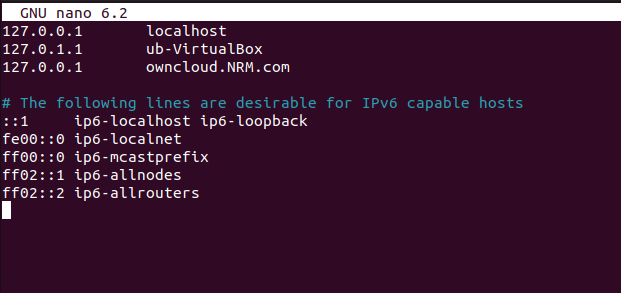 GNU nano 6.2
127.0.0.1 localhost
127.0.1.1 ub-VirtualBox
127.0.0.1 owncloud.NRM.com
# The following lines are desirable for IPv6 capable hosts
::1 ip6-localhost ip6-loopback
fe00::0 ip6-localnet
ff00::0 ip6-mcastprefix
ff02::1 ip6-allnodes
ff02::2 ip6-allrouters